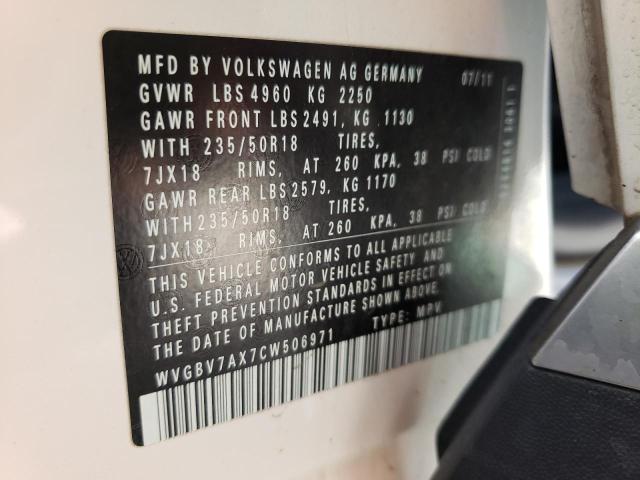 MFD BY VOLKSWAGEN AG GERMANY 07/11
GVWR LBS 4960 KG 2250
GAWR FRONT LBS 2491, KG 1130
WITH 235/50R18 TIRES,
7JX18 RIMS, AT 260 KPA, 38 PSI COLD
GAWR REAR LBS 2579, KG 1170
WITH 235/50R18 TIRES,
7JX18, RIMS, AT 260 KPA, 38 PSI COLD
THIS VEHICLE CONFORMS TO ALL APPLICABLE
U.S. FEDERAL MOTOR VEHICLE SAFETY AND
THEFT PREVENTION STANDARDS IN EFFECT ON
THE DATE OF MANUFACTURE SHOWN ABOVE.
WVGBV7AX7CW506971 TYPE: MPV